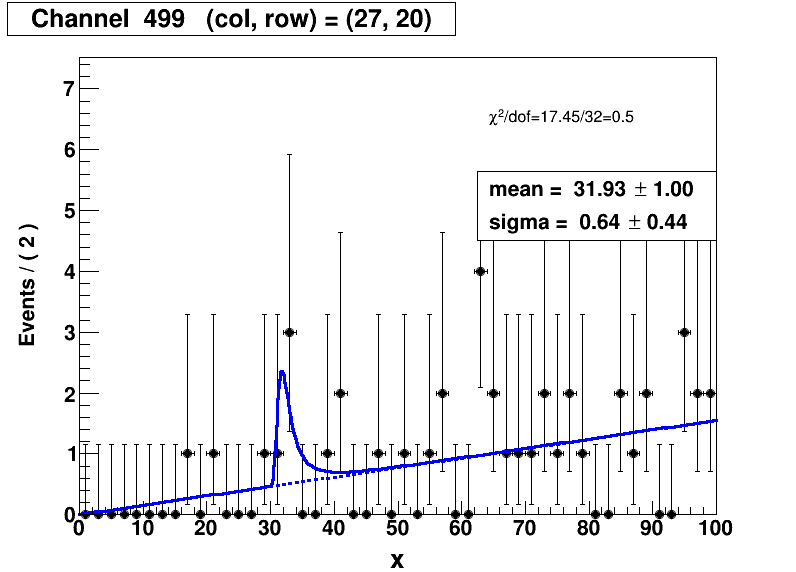 Channel 499 (col, row) = (27, 20)
χ²/dof=17.45/32=0.5
mean = 31.93 ± 1.00
sigma = 0.64 ± 0.44
Events / ( 2 )
7
6
5
4
3
2
1
0
0 10 20 30 40 50 60 70 80 90 100
x